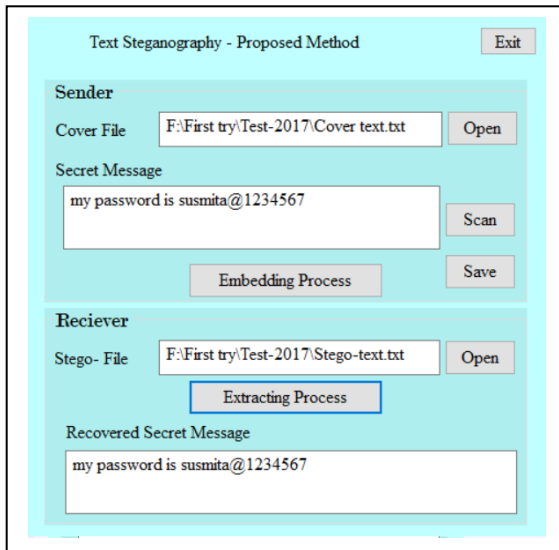 Text Steganography - Proposed Method
Exit
Sender
Cover File
F:\First try\Test-2017\Cover text.txt
Open
Secret Message
my password is susmita@1234567
Scan
Embedding Process
Save
Reciever
Stego- File
F:\First try\Test-2017\Stego-text.txt
Open
Extracting Process
Recovered Secret Message
my password is susmita@1234567